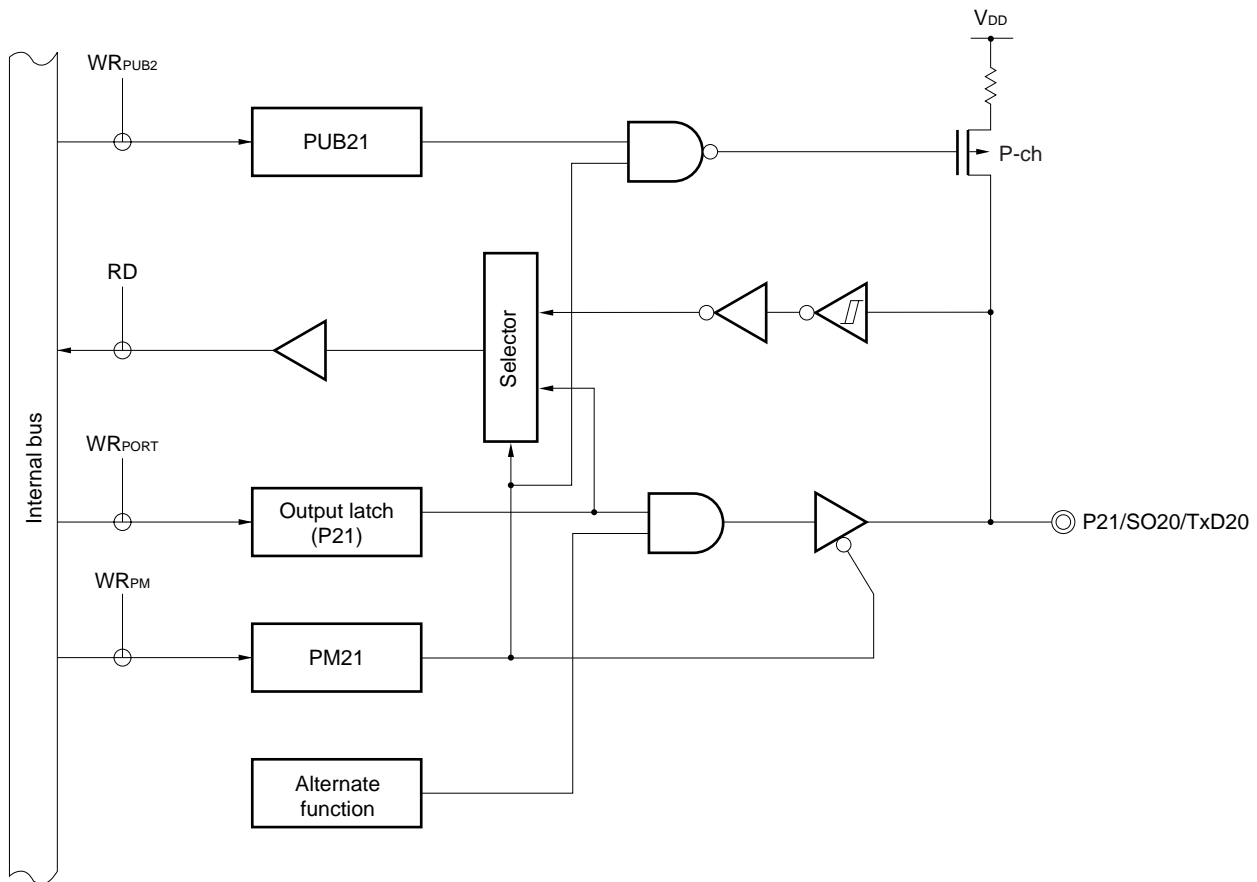 VDD
WRPUB2
PUB21
P-ch
RD
Selector
Internal bus
WRPORT
Output latch
(P21)
P21/SO20/TxD20
WRPM
PM21
Alternate
function